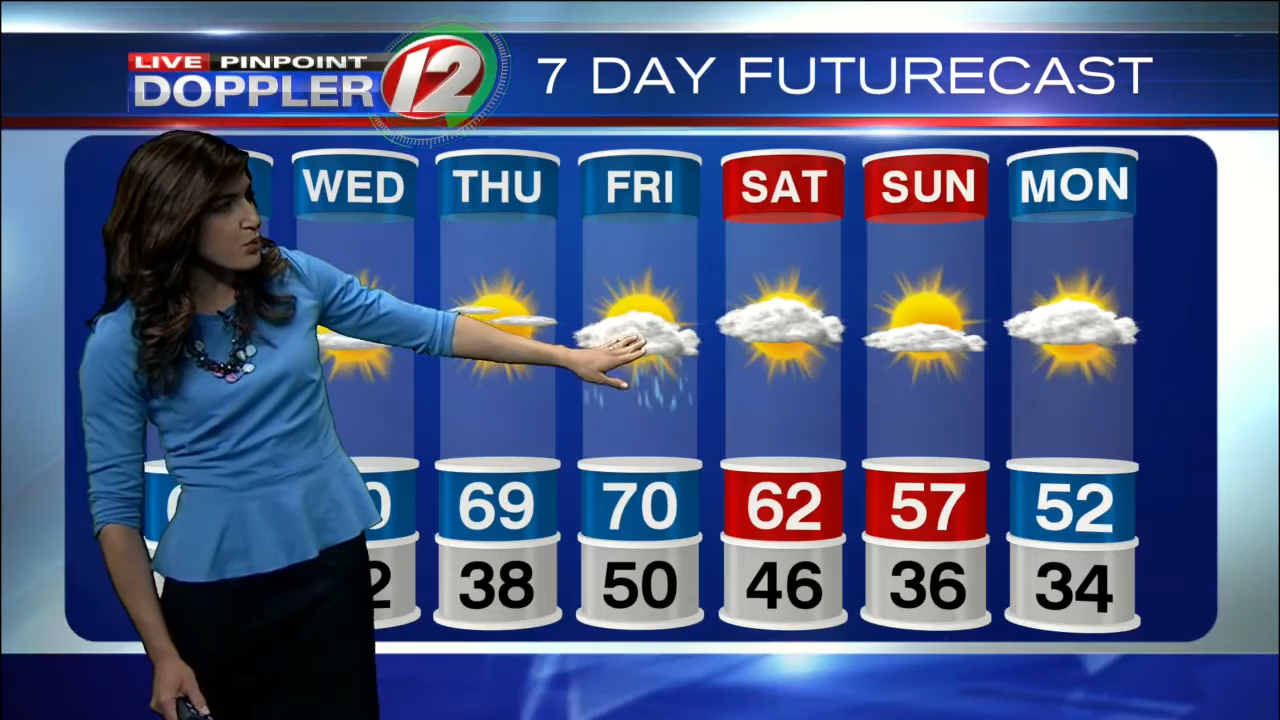 LIVE PINPOINT
DOPPLER 12
7 DAY FUTURECAST
WED THU FRI SAT SUN MON
69 70 62 57 52
38 50 46 36 34